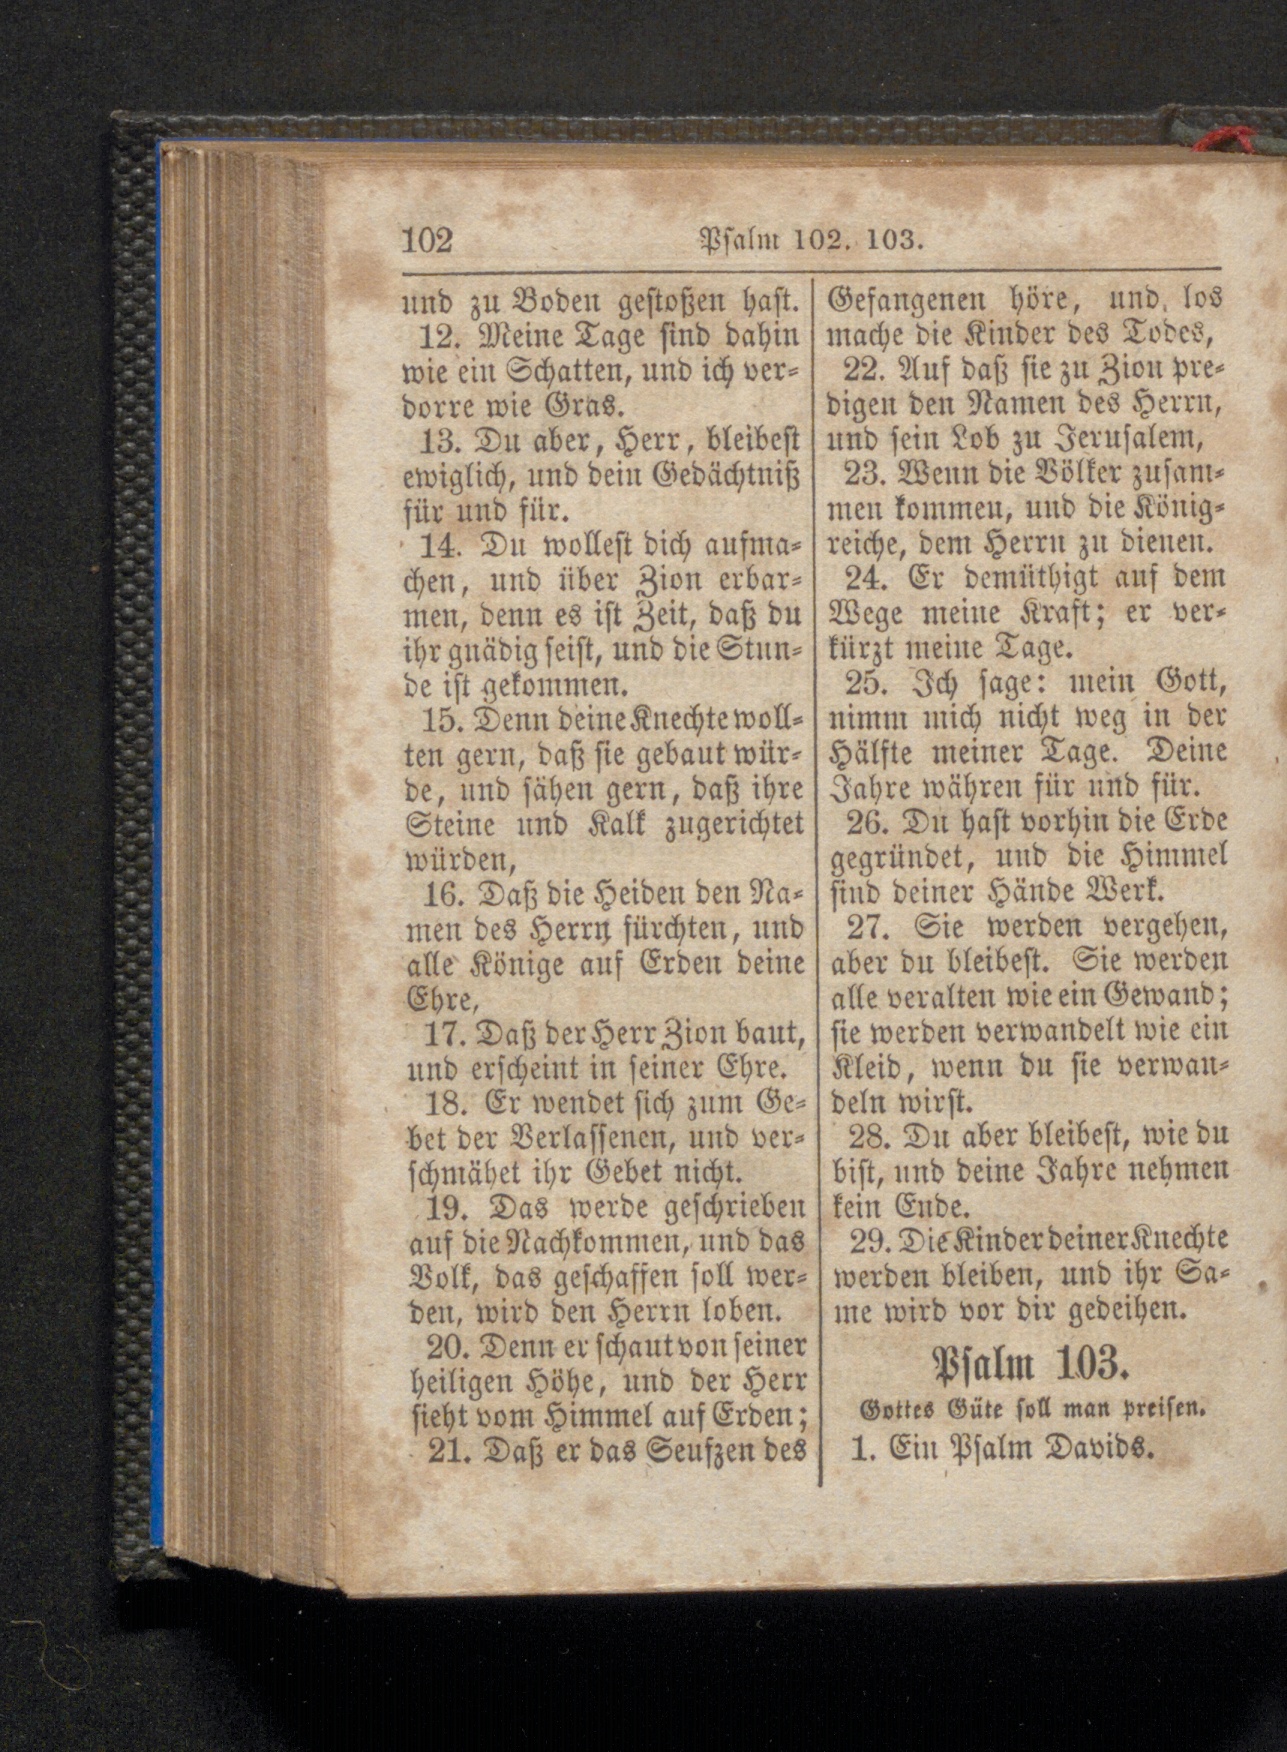 102
Psalm 102. 103.
und zu Boden gestoßen hast.
12. Meine Tage sind dahin
wie ein Schatten, und ich ver-
dorre wie Gras.
13. Du aber, Herr, bleibest
ewiglich, und dein Gedächtniß
für und für.
14. Du wollest dich aufma-
chen, und über Zion erbar-
men, denn es ist Zeit, daß du
ihr gnädig seist, und die Stun-
de ist gekommen.
15. Denn deine Knechte woll-
ten gern, daß sie gebaut wür-
de, und sähen gern, daß ihre
Steine und Kalk zugerichtet
würden,
16. Daß die Heiden den Na-
men des Herrn fürchten, und
alle Könige auf Erden deine
Ehre,
17. Daß der Herr Zion baut,
und erscheint in seiner Ehre.
18. Er wendet sich zum Ge-
bet der Verlassenen, und ver-
schmähet ihr Gebet nicht.
19. Das werde geschrieben
auf die Nachkommen, und das
Volk, das geschaffen soll wer-
den, wird den Herrn loben.
20. Denn er schaut von seiner
heiligen Höhe, und der Herr
sieht vom Himmel auf Erden;
21. Daß er das Seufzen des
Gefangenen höre, und los
mache die Kinder des Todes,
22. Auf daß sie zu Zion pre-
digen den Namen des Herrn,
und sein Lob zu Jerusalem,
23. Wenn die Völker zusam-
men kommen, und die König-
reiche, dem Herrn zu dienen.
24. Er demüthigt auf dem
Wege meine Kraft; er ver-
kürzt meine Tage.
25. Ich sage: mein Gott,
nimm mich nicht weg in der
Hälfte meiner Tage. Deine
Jahre währen für und für.
26. Du hast vorhin die Erde
gegründet, und die Himmel
sind deiner Hände Werk.
27. Sie werden vergehen,
aber du bleibest. Sie werden
alle veralten wie ein Gewand;
sie werden verwandelt wie ein
Kleid, wenn du sie verwan-
deln wirst.
28. Du aber bleibest, wie du
bist, und deine Jahre nehmen
kein Ende.
29. Die Kinder deiner Knechte
werden bleiben, und ihr Sa-
me wird vor dir gedeihen.
Psalm 103.
Gottes Güte soll man preisen.
1. Ein Psalm Davids.